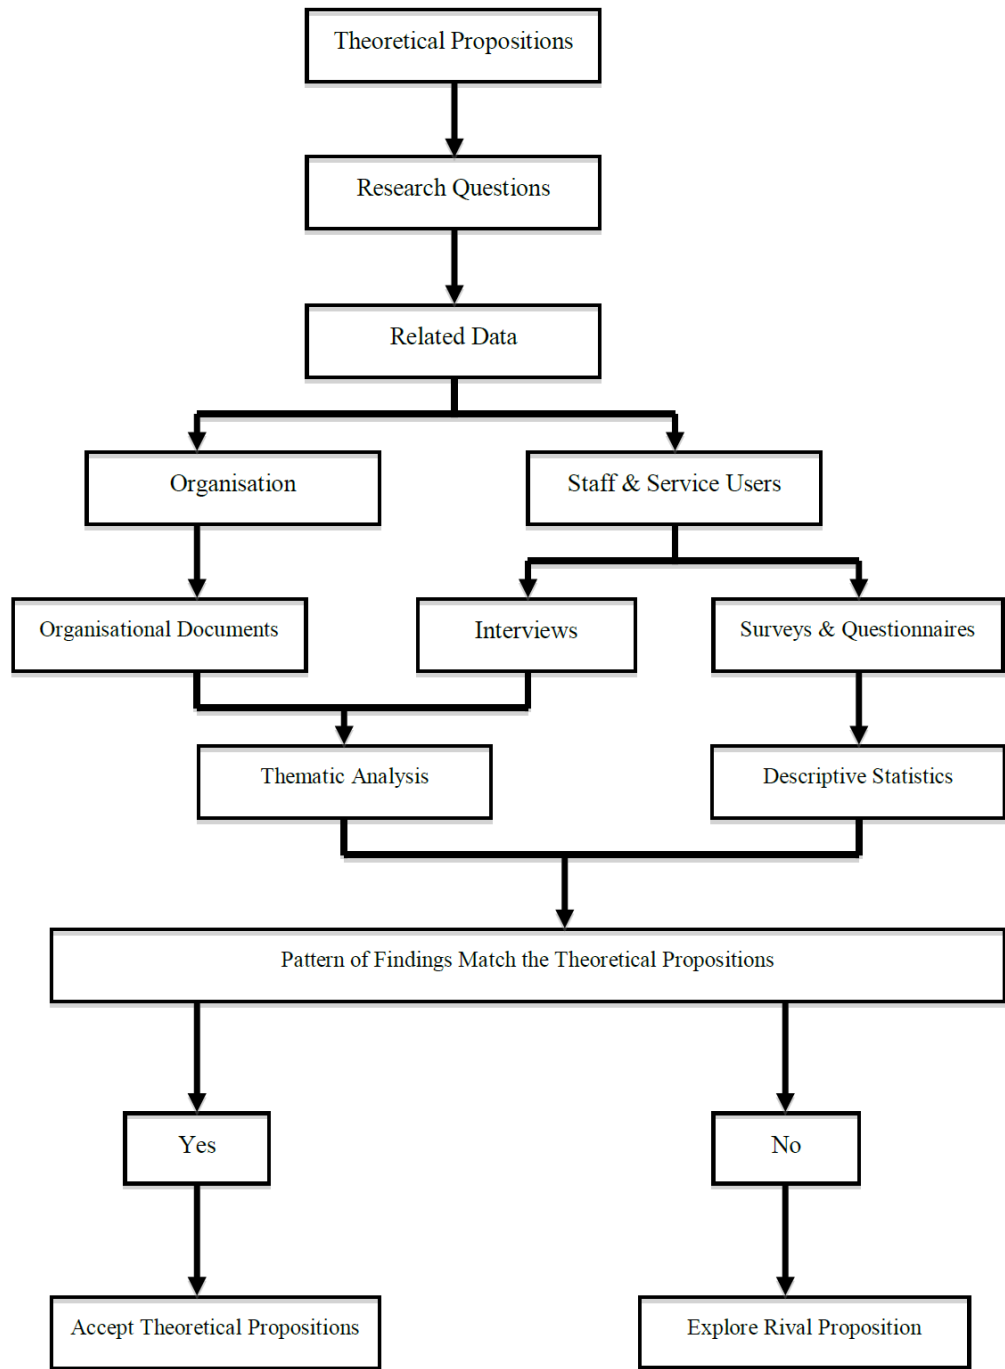 Theoretical Propositions
Research Questions
Related Data
Organisation
Staff & Service Users
Organisational Documents
Interviews
Surveys & Questionnaires
Thematic Analysis
Descriptive Statistics
Pattern of Findings Match the Theoretical Propositions
Yes
No
Accept Theoretical Propositions
Explore Rival Proposition